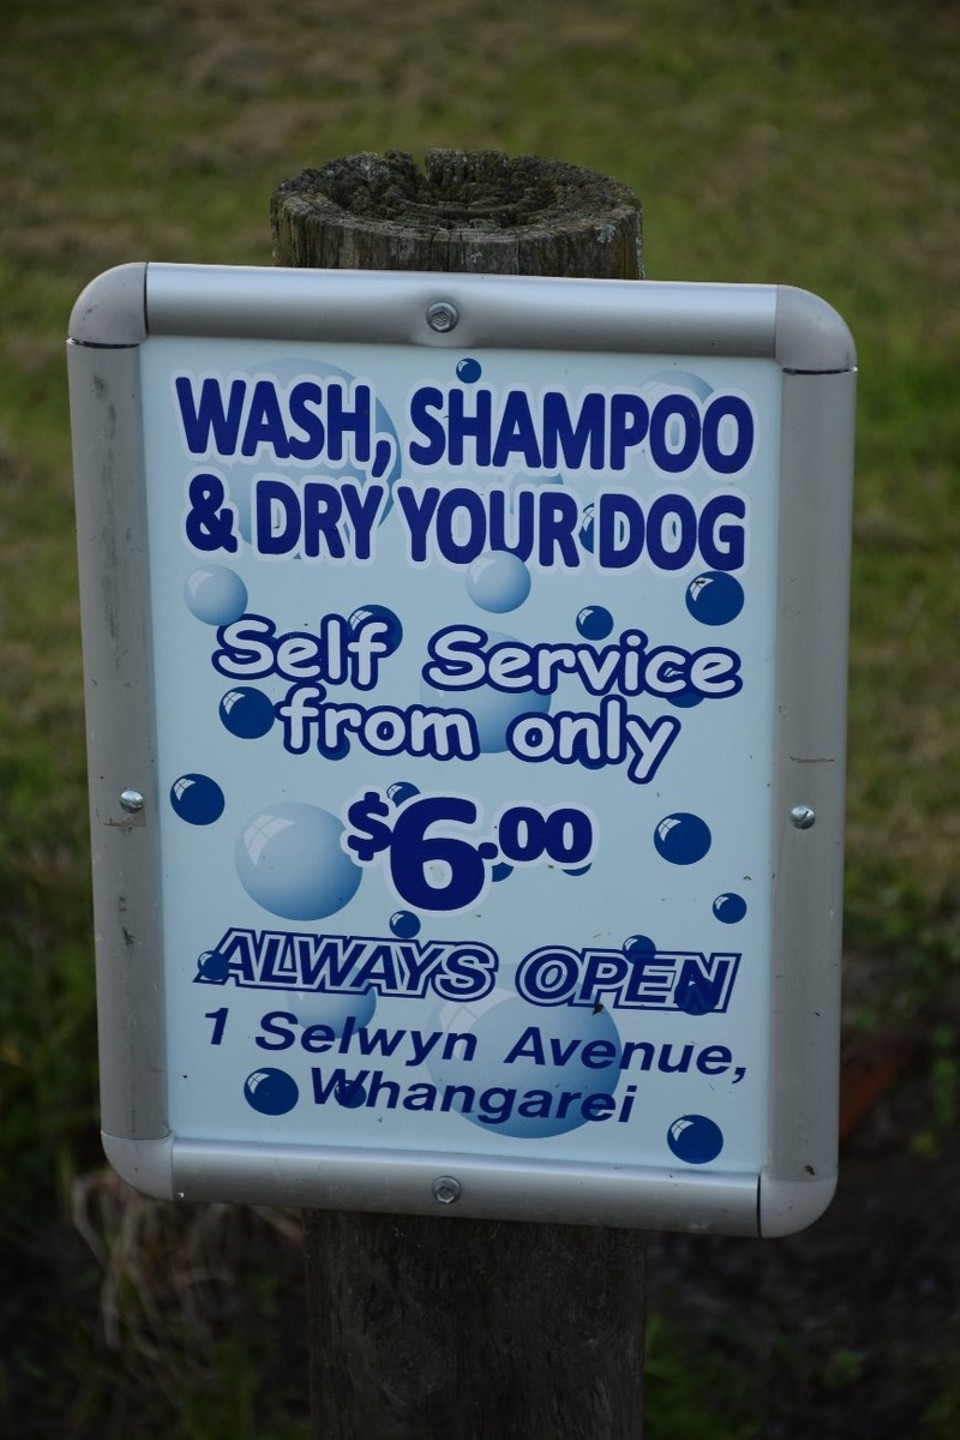 WASH, SHAMPOO
& DRY YOUR DOG
Self Service
from only
$6.00
ALWAYS OPEN
1 Selwyn Avenue,
Whangarei